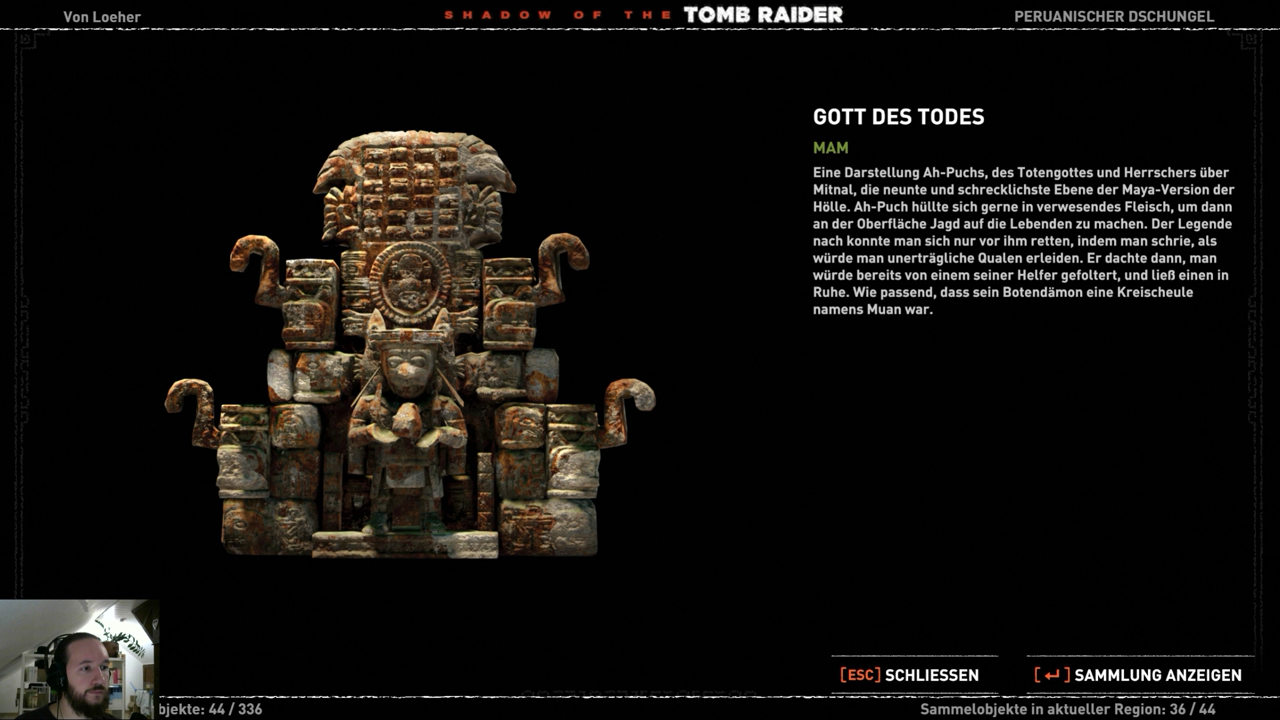 Von Loeher
SHADOW OF THE TOMB RAIDER
PERUANISCHER DSCHUNGEL
GOTT DES TODES
MAM
Eine Darstellung Ah-Puchs, des Totengottes und Herrschers über
Mitnal, die neunte und schrecklichste Ebene der Maya-Version der
Hölle. Ah-Puch hüllte sich gerne in verwesendes Fleisch, um dann
an der Oberfläche Jagd auf die Lebenden zu machen. Der Legende
nach konnte man sich nur vor ihm retten, indem man schrie, als
würde man unerträgliche Qualen erleiden. Er dachte dann, man
würde bereits von einem seiner Helfer gefoltert, und ließ einen in
Ruhe. Wie passend, dass sein Botendämon eine Kreischeule
namens Muan war.
[ESC] SCHLIESSEN
[↵] SAMMLUNG ANZEIGEN
bjekte: 44 / 336
Sammelobjekte in aktueller Region: 36 / 44